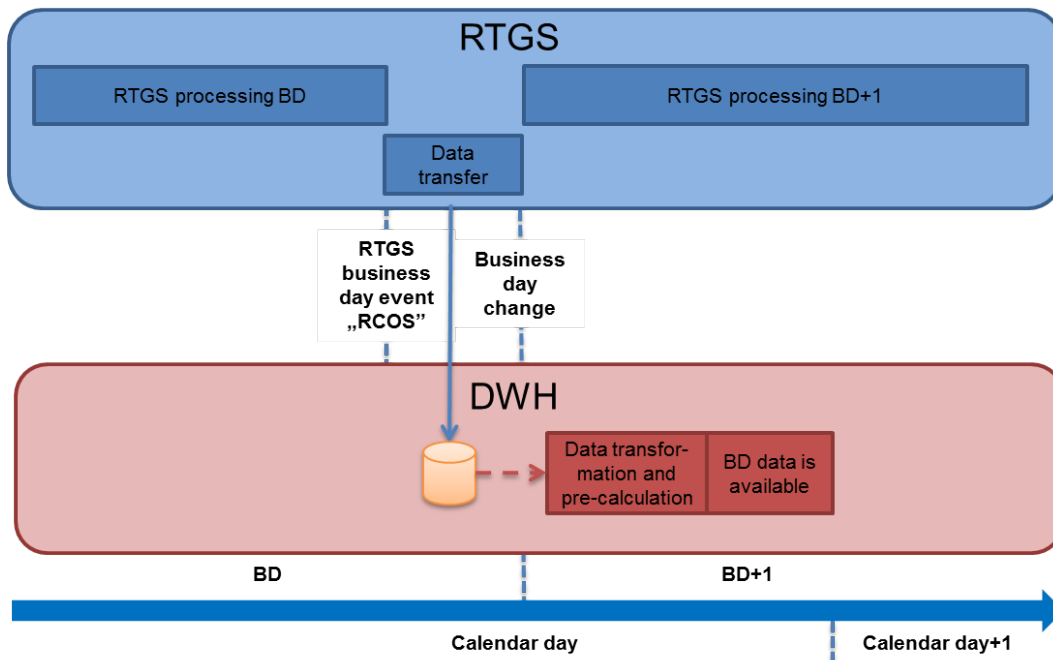 RTGS
RTGS processing BD
RTGS processing BD+1
Data
transfer
RTGS
business
day event
„RCOS”
Business
day
change
DWH
Data transfor-
mation and
pre-calculation
BD data is
available
BD
BD+1
Calendar day
Calendar day+1